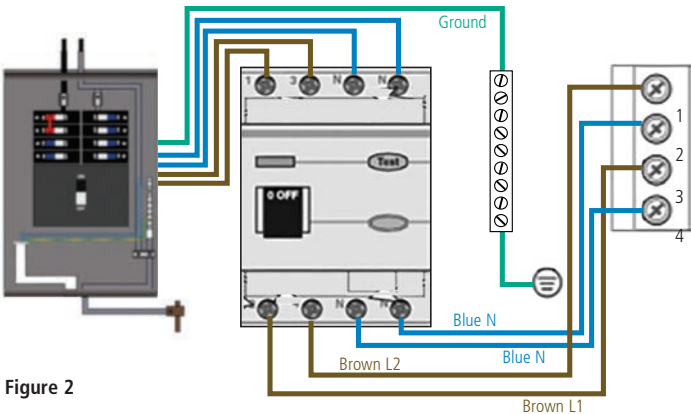 Ground
1 3 N N
Test
0 OFF
1
2
3
4
N N
Blue N
Blue N
Brown L2
Brown L1
Figure 2